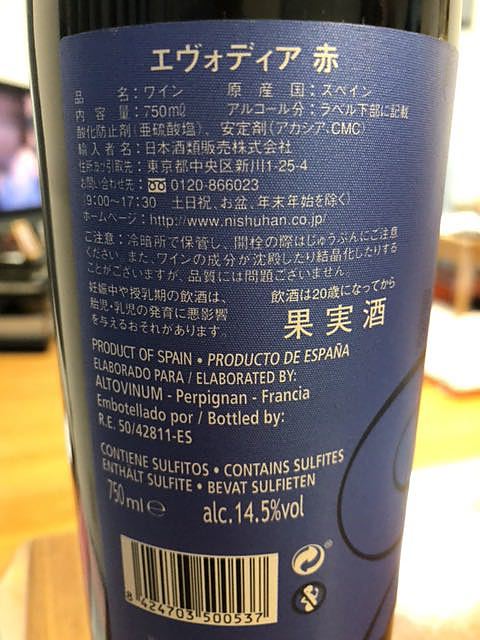 エヴォディア 赤
品 名：ワイン 原 産 国：スペイン
内 容 量：750mℓ アルコール分：ラベル下部に記載
酸化防止剤（亜硫酸塩）、安定剤（アカシア、CMC）
輸 入 者：日本酒類販売株式会社
住所及び引取先：東京都中央区新川1-25-4
お問い合わせ先：0120-866023
（9:00〜17:30 土日祝、お盆、年末年始を除く）
ホームページ：http://www.nishuhan.co.jp/
ご注意：冷暗所で保管し、開栓の際はじゅうぶんにご注意
ください。また、ワインの成分が沈殿したり結晶化したりする
ことがございますが、品質には問題ございません。
妊娠中や授乳期の飲酒は、
胎児・乳児の発育に悪影響
を与えるおそれがあります。
飲酒は20歳になってから
果実酒
PRODUCT OF SPAIN • PRODUCTO DE ESPAÑA
ELABORADO PARA / ELABORATED BY:
ALTOVINUM - Perpignan - Francia
Embotellado por / Bottled by:
R.E. 50/42811-ES
CONTIENE SULFITOS • CONTAINS SULFITES
ENTHÄLT SULFITE • BEVAT SULFIETEN
750 ml ℮ alc.14.5%vol
8 424703 500537